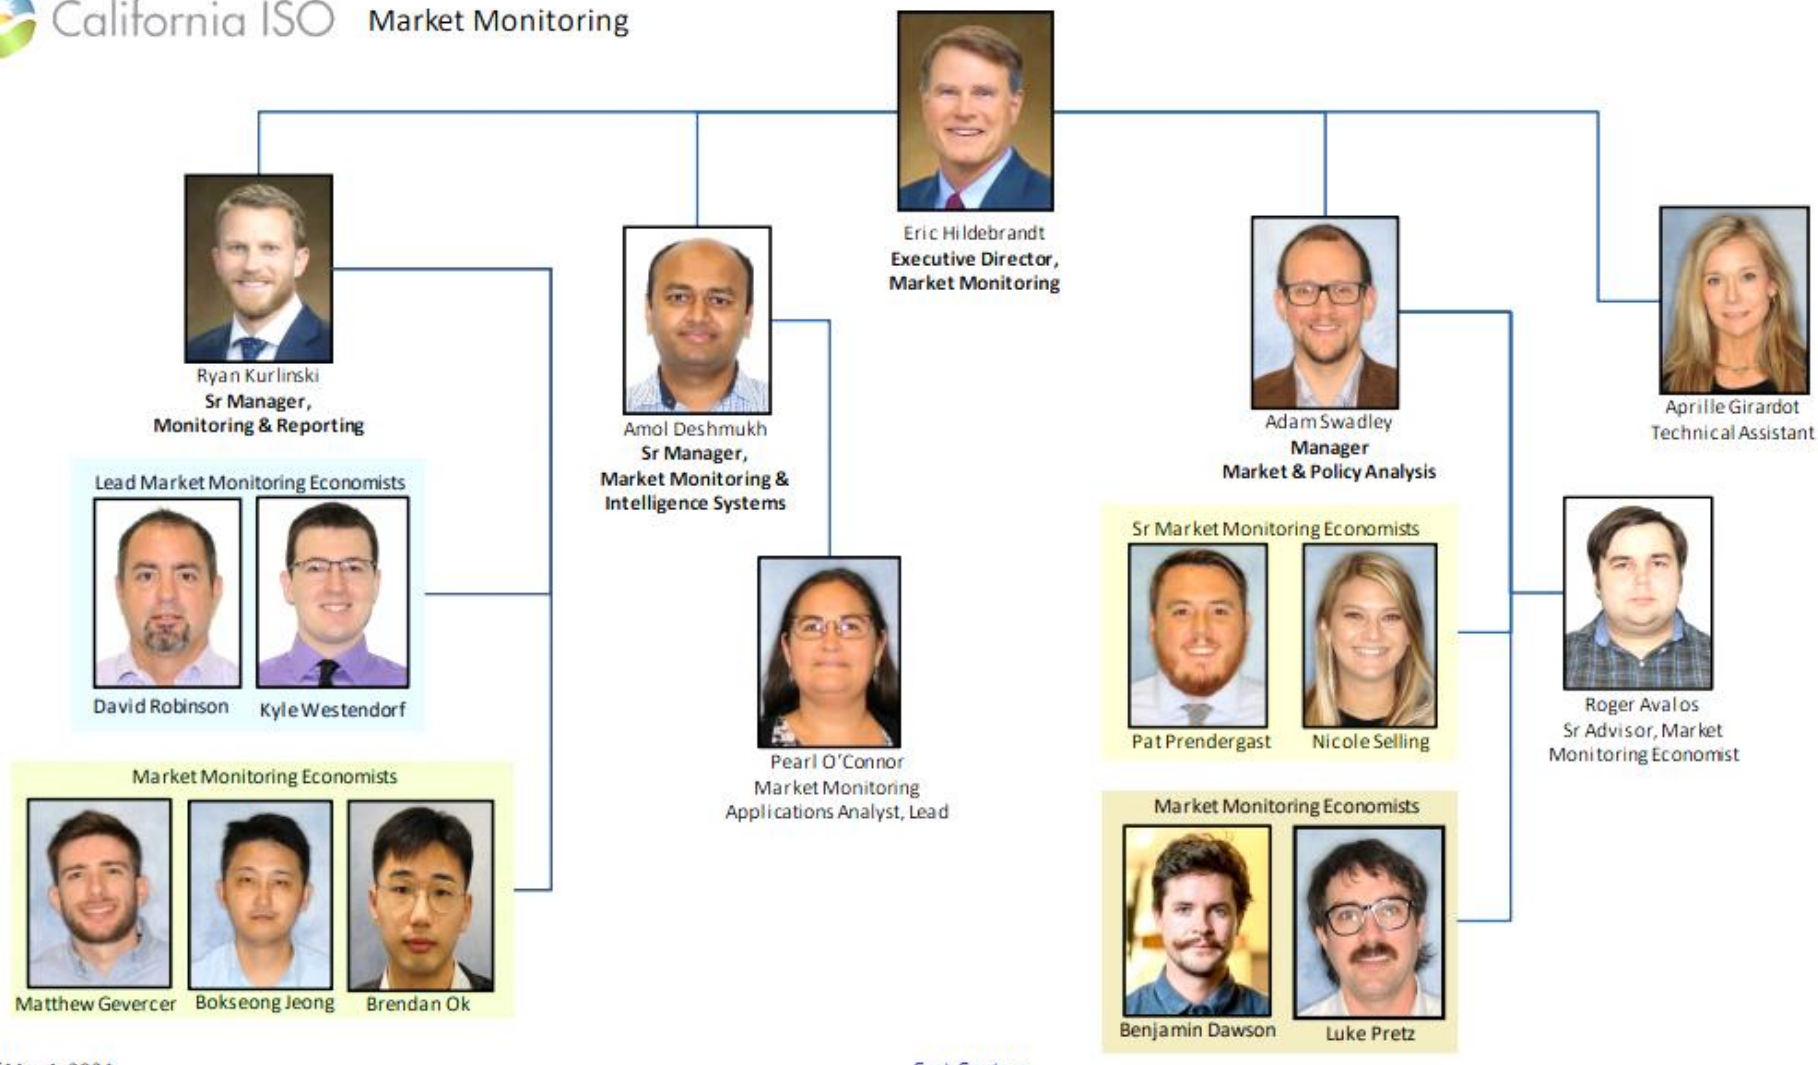 California ISO
Market Monitoring
Eric Hildebrandt
Executive Director,
Market Monitoring
Ryan Kurlinski
Sr Manager,
Monitoring & Reporting
Amol Deshmukh
Sr Manager,
Market Monitoring &
Intelligence Systems
Adam Swadley
Manager
Market & Policy Analysis
Aprille Girardot
Technical Assistant
Lead Market Monitoring Economists
David Robinson
Kyle Westendorf
Market Monitoring Economists
Matthew Gevercer
Bokseong Jeong
Brendan Ok
Pearl O'Connor
Market Monitoring
Applications Analyst, Lead
Sr Market Monitoring Economists
Pat Prendergast
Nicole Selling
Roger Avalos
Sr Advisor, Market
Monitoring Economist
Market Monitoring Economists
Benjamin Dawson
Luke Pretz